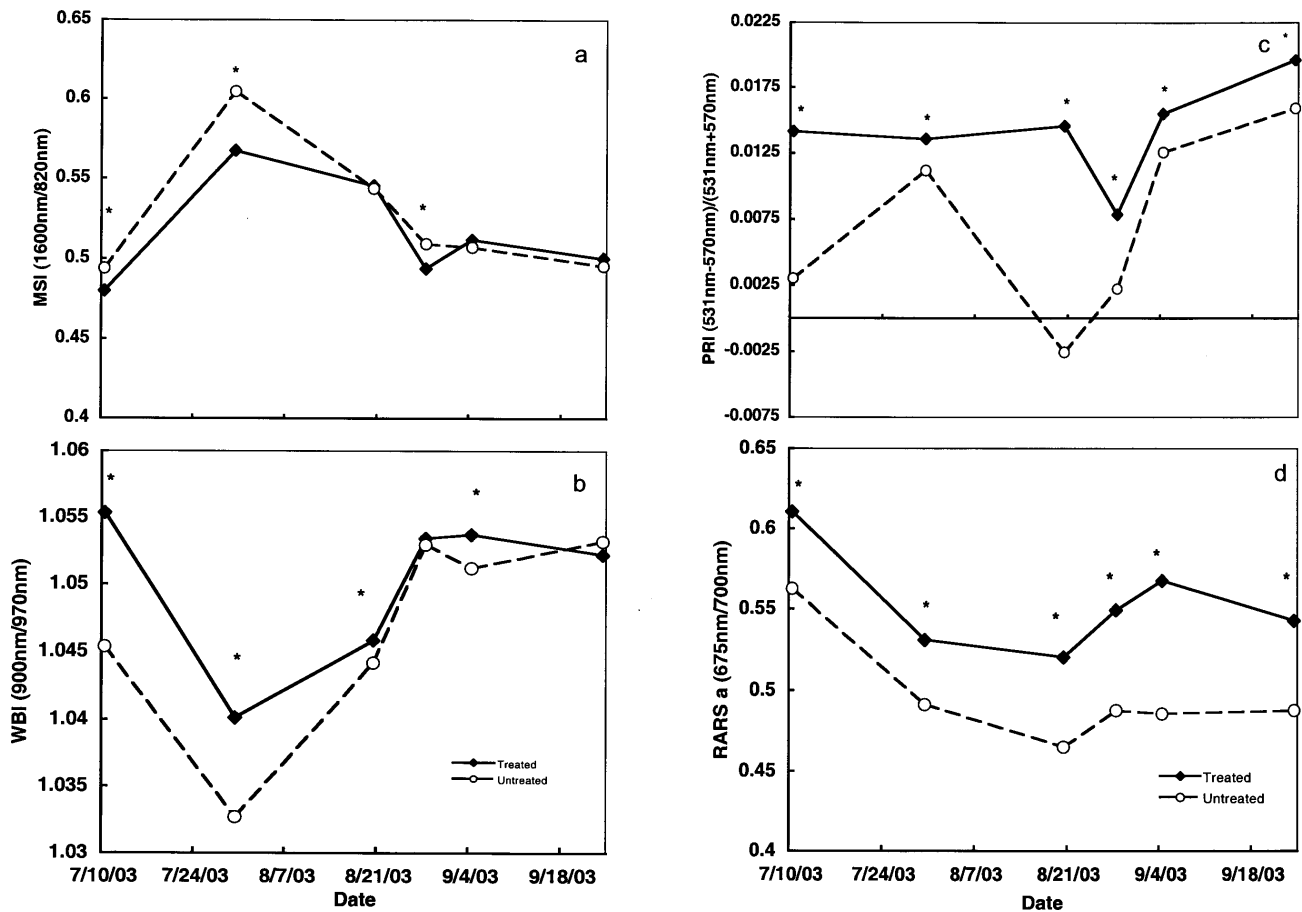 0.65
0.6
0.55
0.5
0.45
0.4
MSI (1600nm/820nm)
a
*
*
*
1.06
1.055
1.05
1.045
1.04
1.035
1.03
WBI (900nm/970nm)
b
*
*
*
*
Treated
Untreated
7/10/03 7/24/03 8/7/03 8/21/03 9/4/03 9/18/03
Date
0.0225
0.0175
0.0125
0.0075
0.0025
-0.0025
-0.0075
PRI (531nm-570nm)/(531nm+570nm)
c
*
*
*
*
*
*
0.65
0.6
0.55
0.5
0.45
0.4
RARS a (675nm/700nm)
d
*
*
*
*
*
*
Treated
Untreated
7/10/03 7/24/03 8/7/03 8/21/03 9/4/03 9/18/03
Date